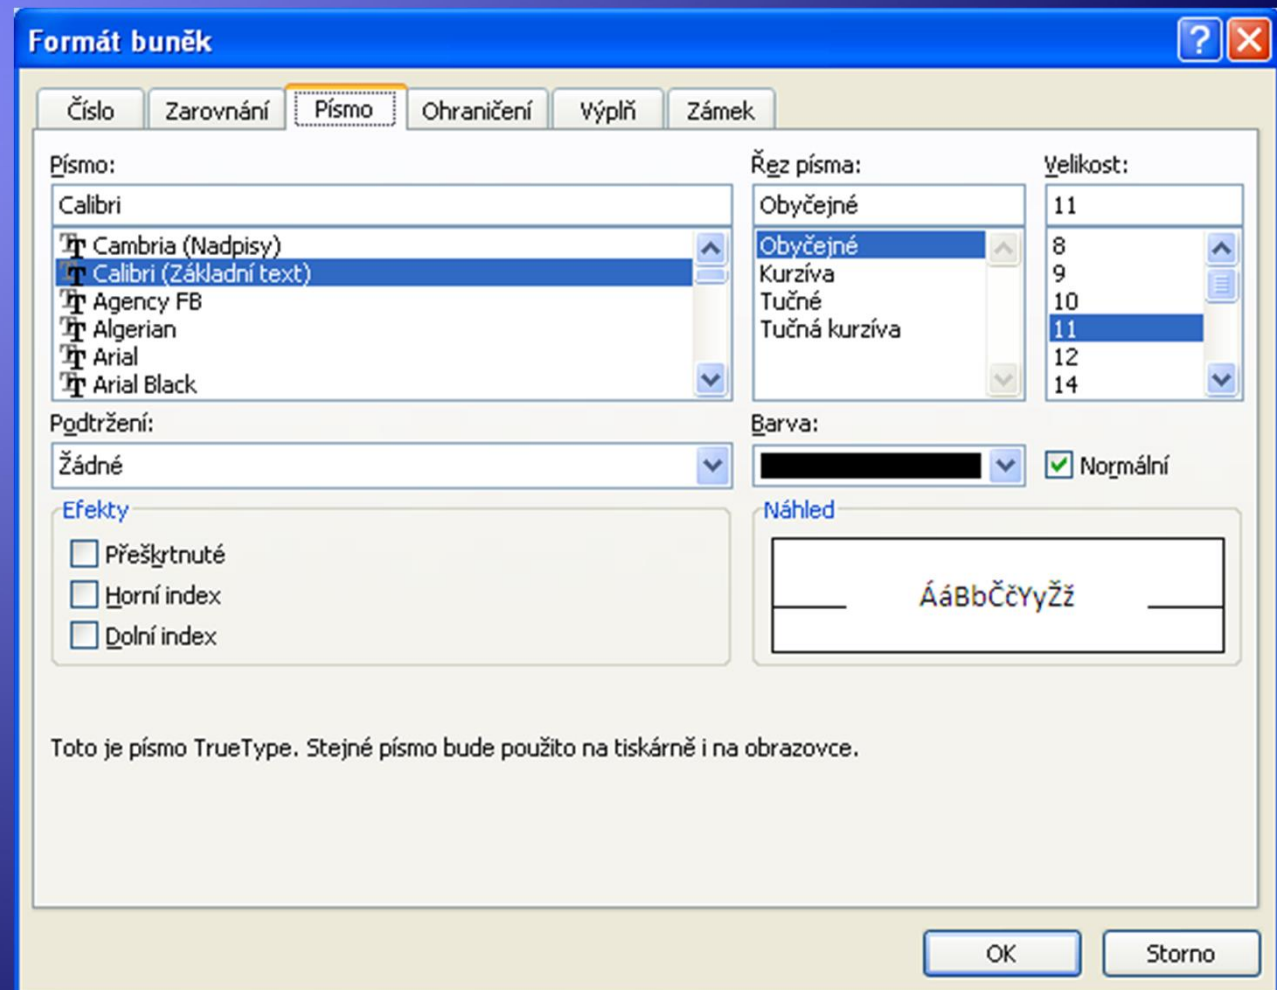 Formát buněk
Číslo Zarovnání Písmo Ohraničení Výplň Zámek
Písmo: Řez písma: Velikost:
Calibri Obyčejné 11
Cambria (Nadpisy) Obyčejné 8
Calibri (Základní text) Kurzíva 9
Agency FB Tučné 10
Algerian Tučná kurzíva 11
Arial 12
Arial Black 14
Podtržení: Barva:
Žádné Normální
Efekty Náhled
Přeškrtnuté
Horní index ÁáBbČčYyŽž
Dolní index
Toto je písmo TrueType. Stejné písmo bude použito na tiskárně i na obrazovce.
OK Storno